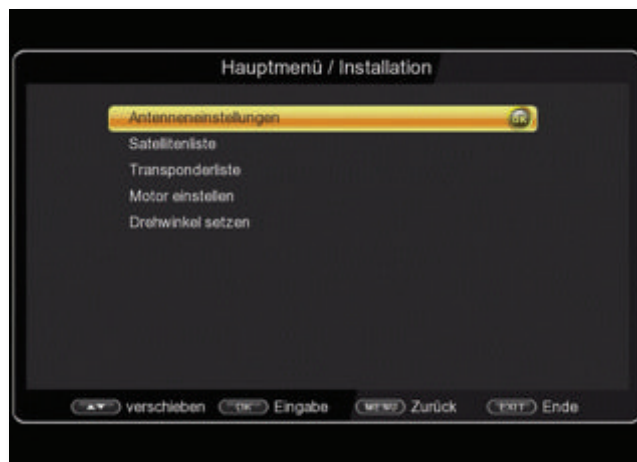 Hauptmenü / Installation
Antenneneinstellungen OK
Satellitenliste
Transponderliste
Motor einstellen
Drehwinkel setzen
verschieben OK Eingabe MENU Zurück EXIT Ende